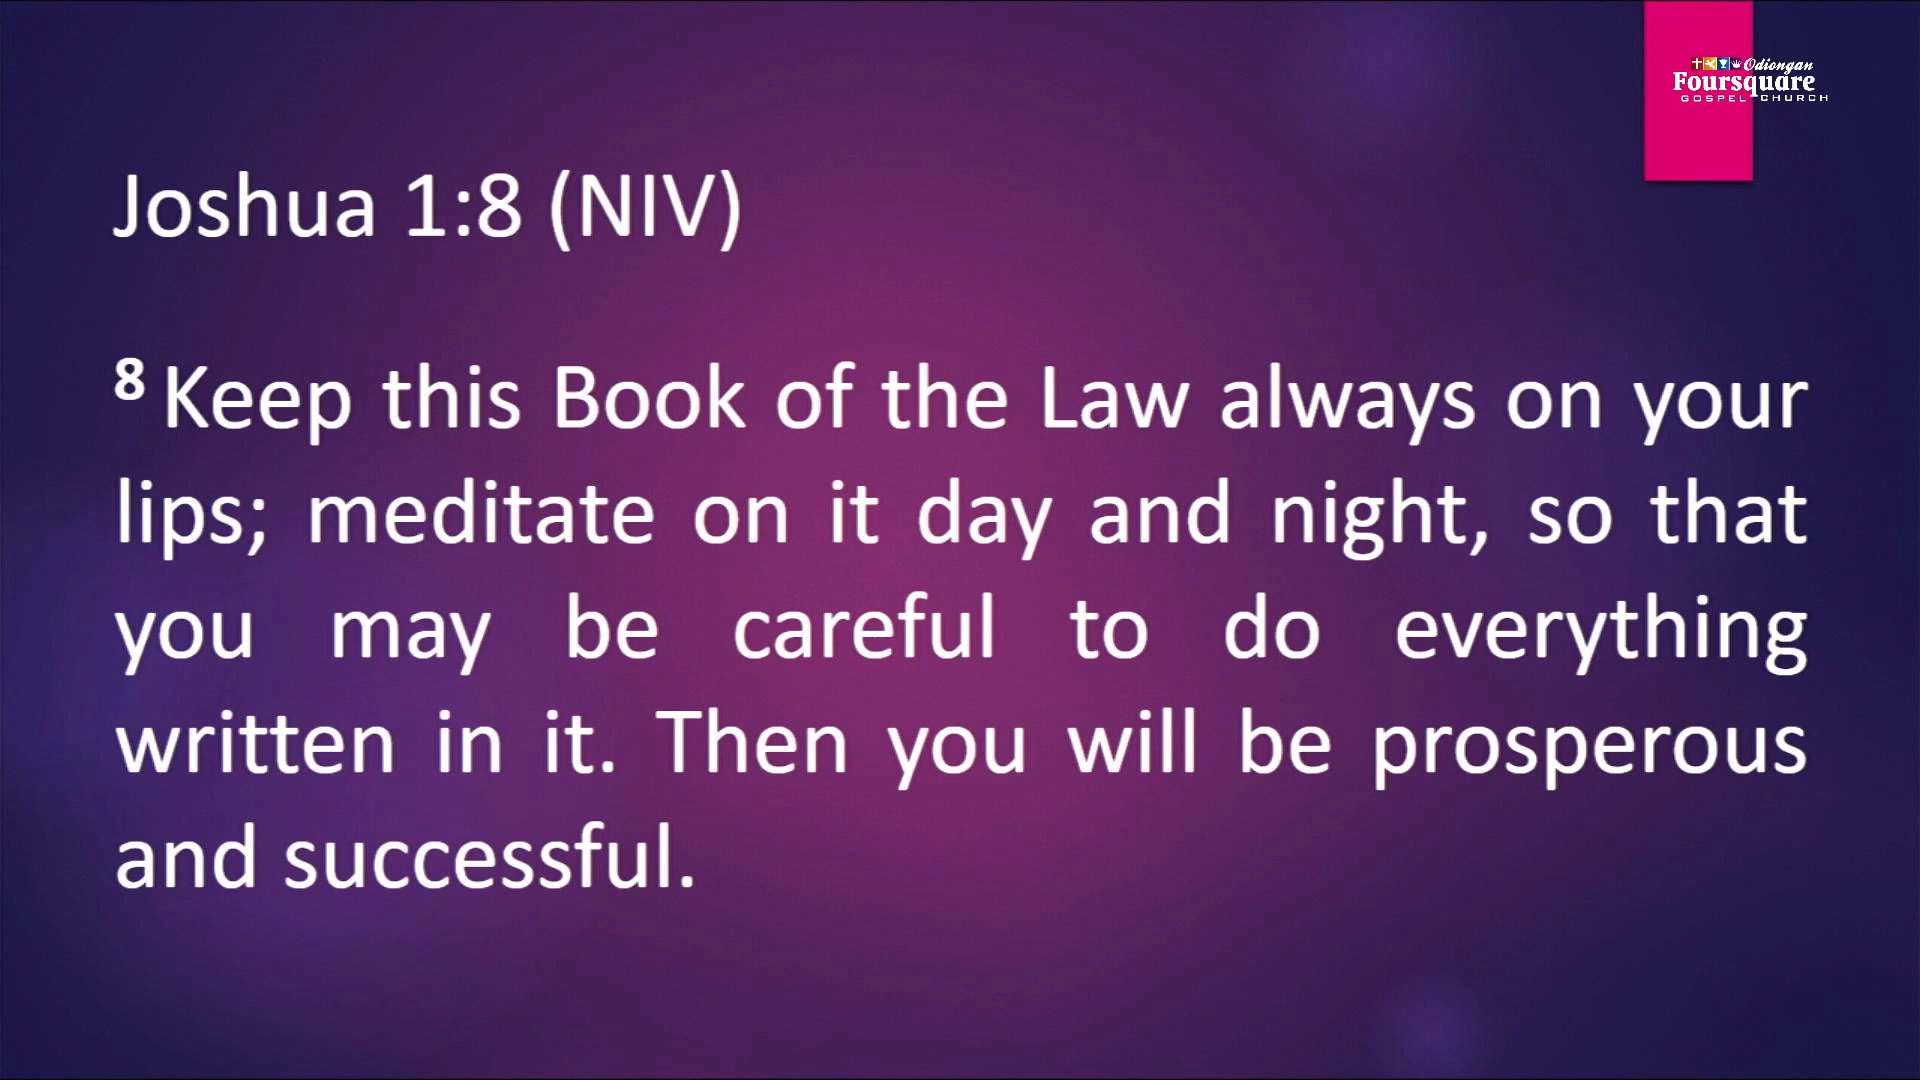 Odiongan
Foursquare
GOSPEL CHURCH
Joshua 1:8 (NIV)
8 Keep this Book of the Law always on your
lips; meditate on it day and night, so that
you may be careful to do everything
written in it. Then you will be prosperous
and successful.